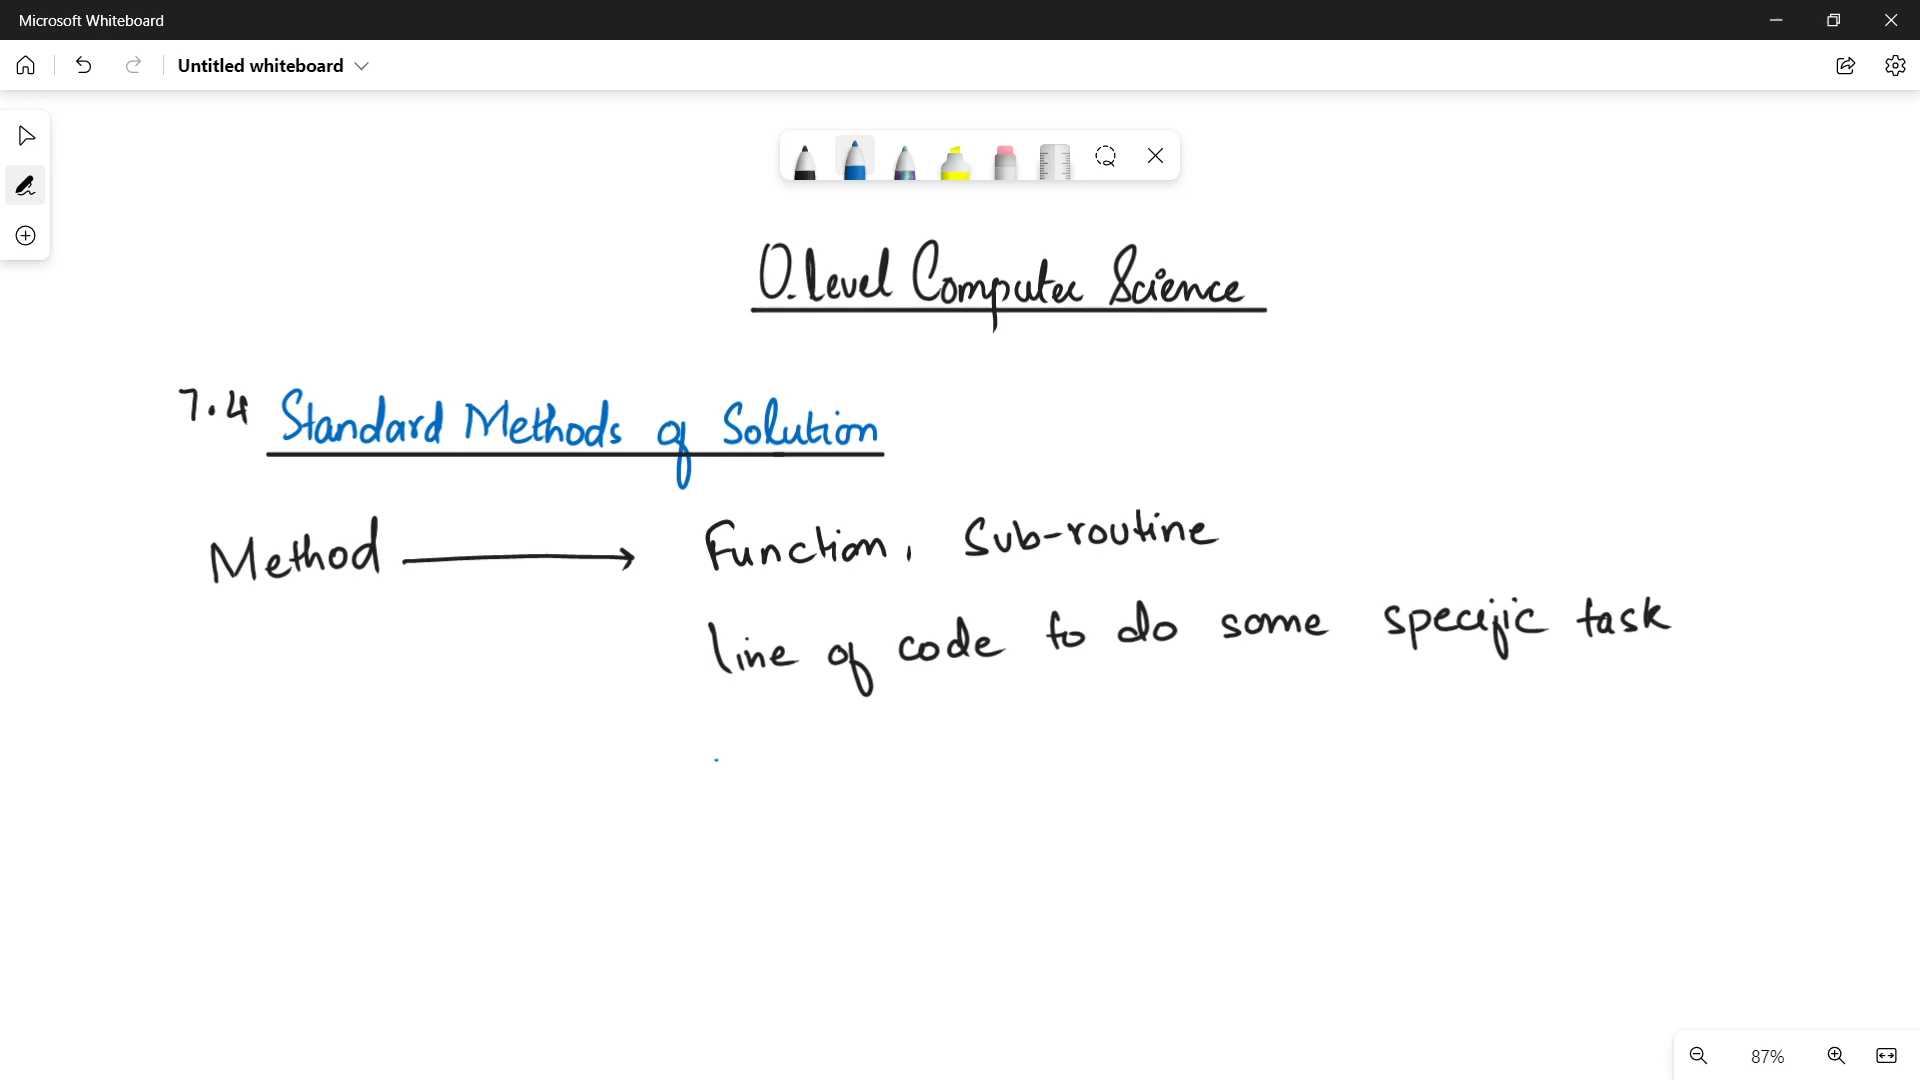 Microsoft Whiteboard
Untitled whiteboard
O.level Computer Science
7.4 Standard Methods of Solution
Method → Function, Sub-routine
line of code to do some specific task
87%